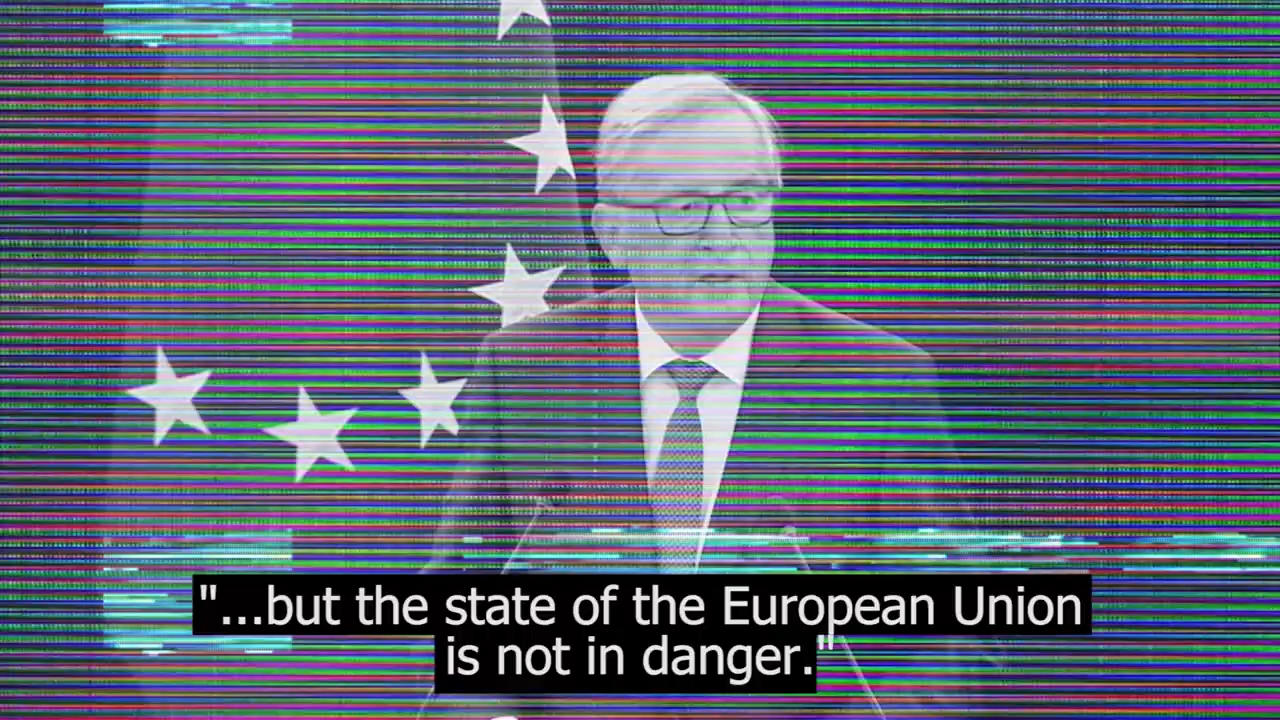 "...but the state of the European Union
is not in danger."